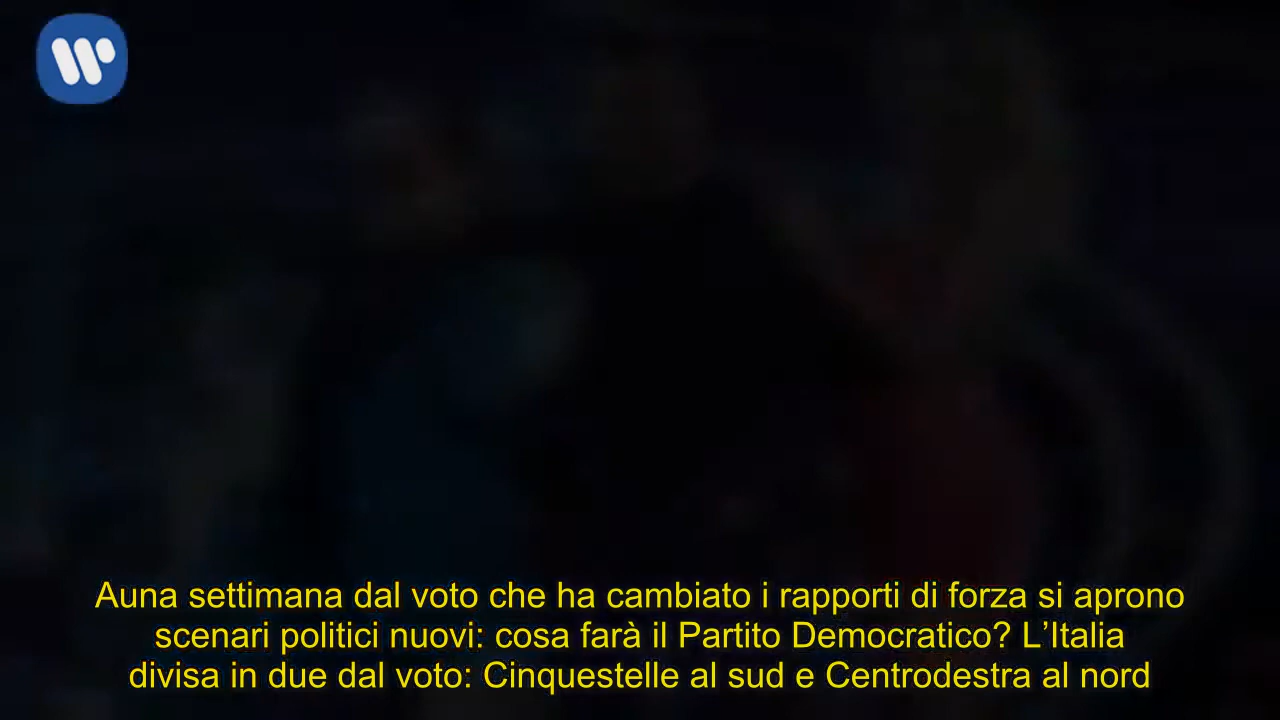 Auna settimana dal voto che ha cambiato i rapporti di forza si aprono
scenari politici nuovi: cosa farà il Partito Democratico? L’Italia
divisa in due dal voto: Cinquestelle al sud e Centrodestra al nord